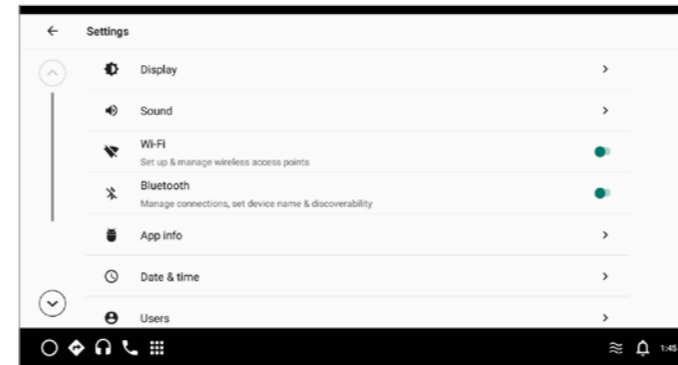 Settings
Display
Sound
Wi-Fi
Set up & manage wireless access points
Bluetooth
Manage connections, set device name & discoverability
App info
Date & time
Users
1:45